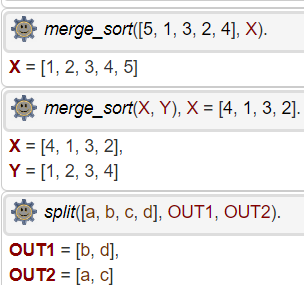 merge_sort([5, 1, 3, 2, 4], X).
X = [1, 2, 3, 4, 5]
merge_sort(X, Y), X = [4, 1, 3, 2].
X = [4, 1, 3, 2],
Y = [1, 2, 3, 4]
split([a, b, c, d], OUT1, OUT2).
OUT1 = [b, d],
OUT2 = [a, c]